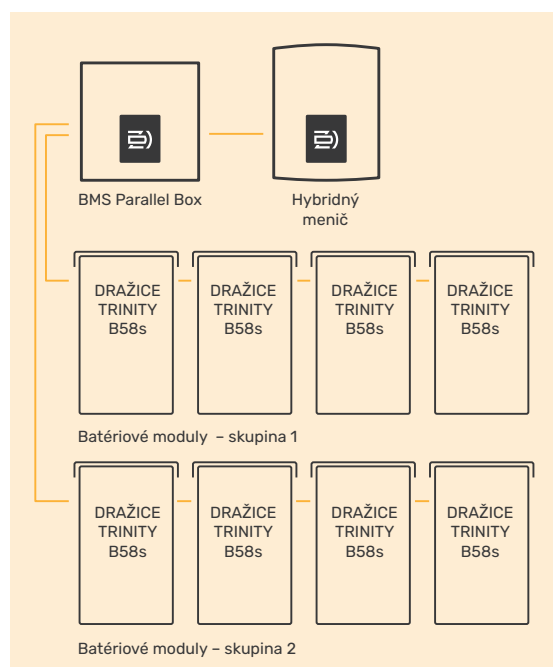 BMS Parallel Box
Hybridný
menič
DRAŽICE
TRINITY
B58s
DRAŽICE
TRINITY
B58s
DRAŽICE
TRINITY
B58s
DRAŽICE
TRINITY
B58s
Batériové moduly – skupina 1
DRAŽICE
TRINITY
B58s
DRAŽICE
TRINITY
B58s
DRAŽICE
TRINITY
B58s
DRAŽICE
TRINITY
B58s
Batériové moduly – skupina 2